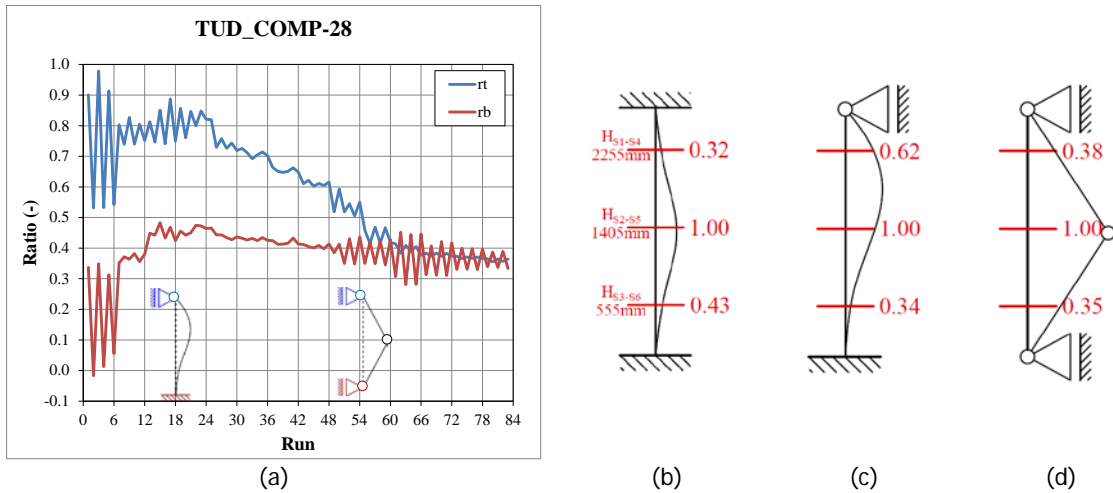 TUD_COMP-28
Ratio (-)
1.0
0.9
0.8
0.7
0.6
0.5
0.4
0.3
0.2
0.1
0.0
-0.1
rt
rb
0 6 12 18 24 30 36 42 48 54 60 66 72 78 84
Run
(a)
H_S1-S4
2255mm
0.32
H_S2-S5
1405mm
1.00
H_S3-S6
555mm
0.43
(b)
0.62
1.00
0.34
(c)
0.38
1.00
0.35
(d)